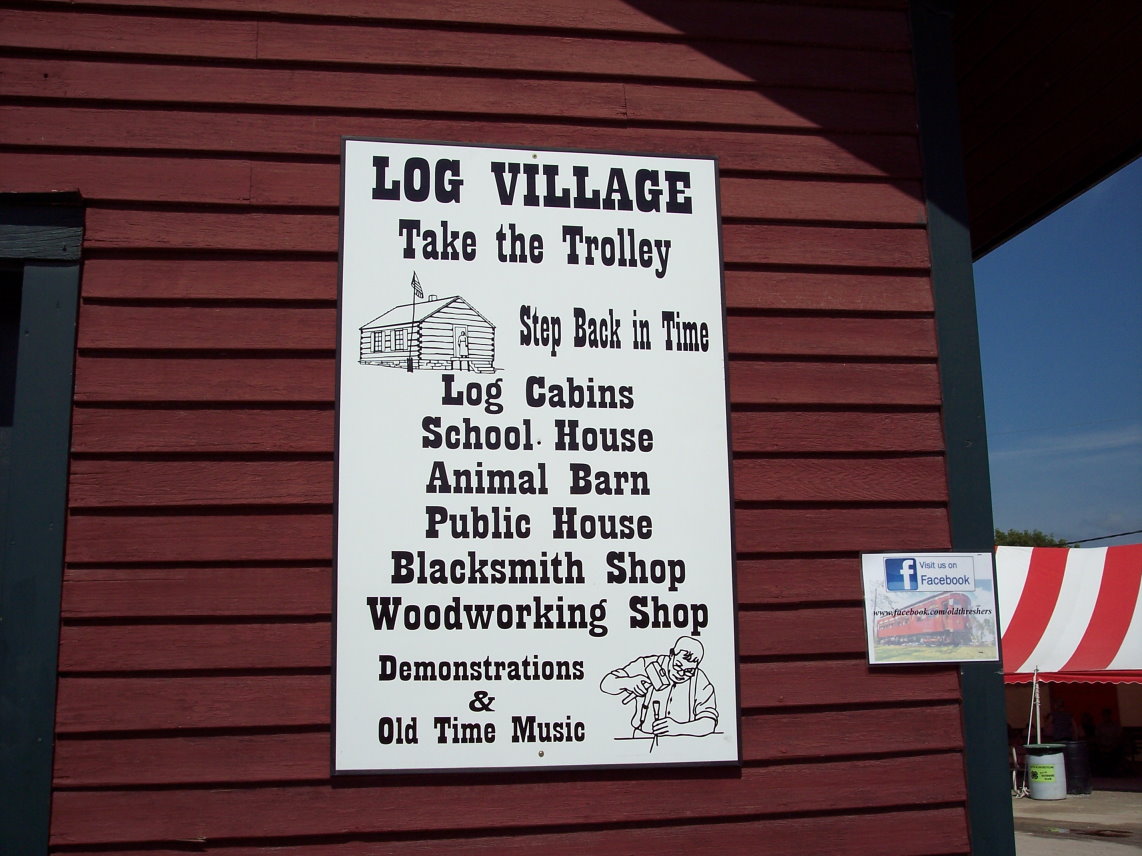 LOG VILLAGE
Take the Trolley
Step Back in Time
Log Cabins
School House
Animal Barn
Public House
Blacksmith Shop
Woodworking Shop
Demonstrations
&
Old Time Music
f Visit us on
Facebook
www.facebook.com/oldthreshers